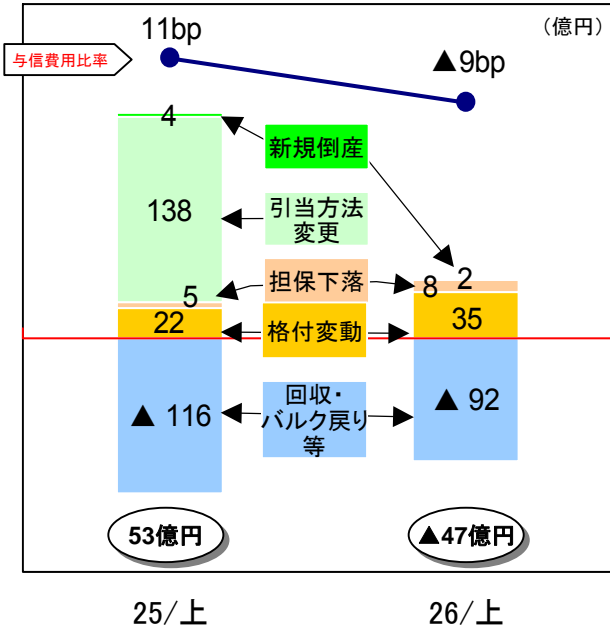 （億円）
11bp
与信費用比率
▲9bp
4
新規倒産
138
引当方法
変更
担保下落
2
8
5
22
格付変動
35
回収・
バルク戻り
等
▲ 116
▲ 92
53億円
▲47億円
25/上
26/上